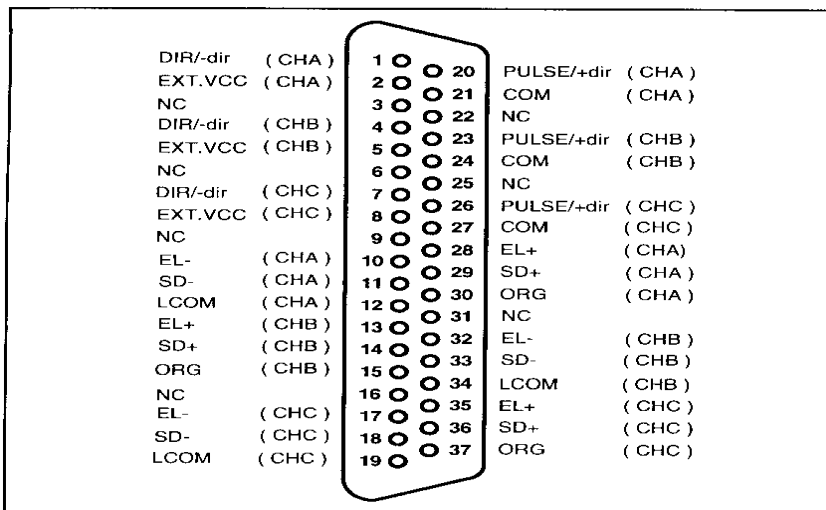 DIR/-dir ( CHA ) 1
20 PULSE/+dir ( CHA )
EXT.VCC ( CHA ) 2
21 COM ( CHA )
NC 3
22 NC
DIR/-dir ( CHB ) 4
23 PULSE/+dir ( CHB )
EXT.VCC ( CHB ) 5
24 COM ( CHB )
NC 6
25 NC
DIR/-dir ( CHC ) 7
26 PULSE/+dir ( CHC )
EXT.VCC ( CHC ) 8
27 COM ( CHC )
NC 9
28 EL+ (CHA)
EL- ( CHA ) 10
29 SD+ ( CHA )
SD- ( CHA ) 11
30 ORG ( CHA )
LCOM ( CHA ) 12
31 NC
EL+ ( CHB ) 13
32 EL- ( CHB )
SD+ ( CHB ) 14
33 SD- ( CHB )
ORG ( CHB ) 15
34 LCOM ( CHB )
NC 16
35 EL+ ( CHC )
EL- ( CHC ) 17
36 SD+ ( CHC )
SD- ( CHC ) 18
37 ORG ( CHC )
LCOM ( CHC ) 19